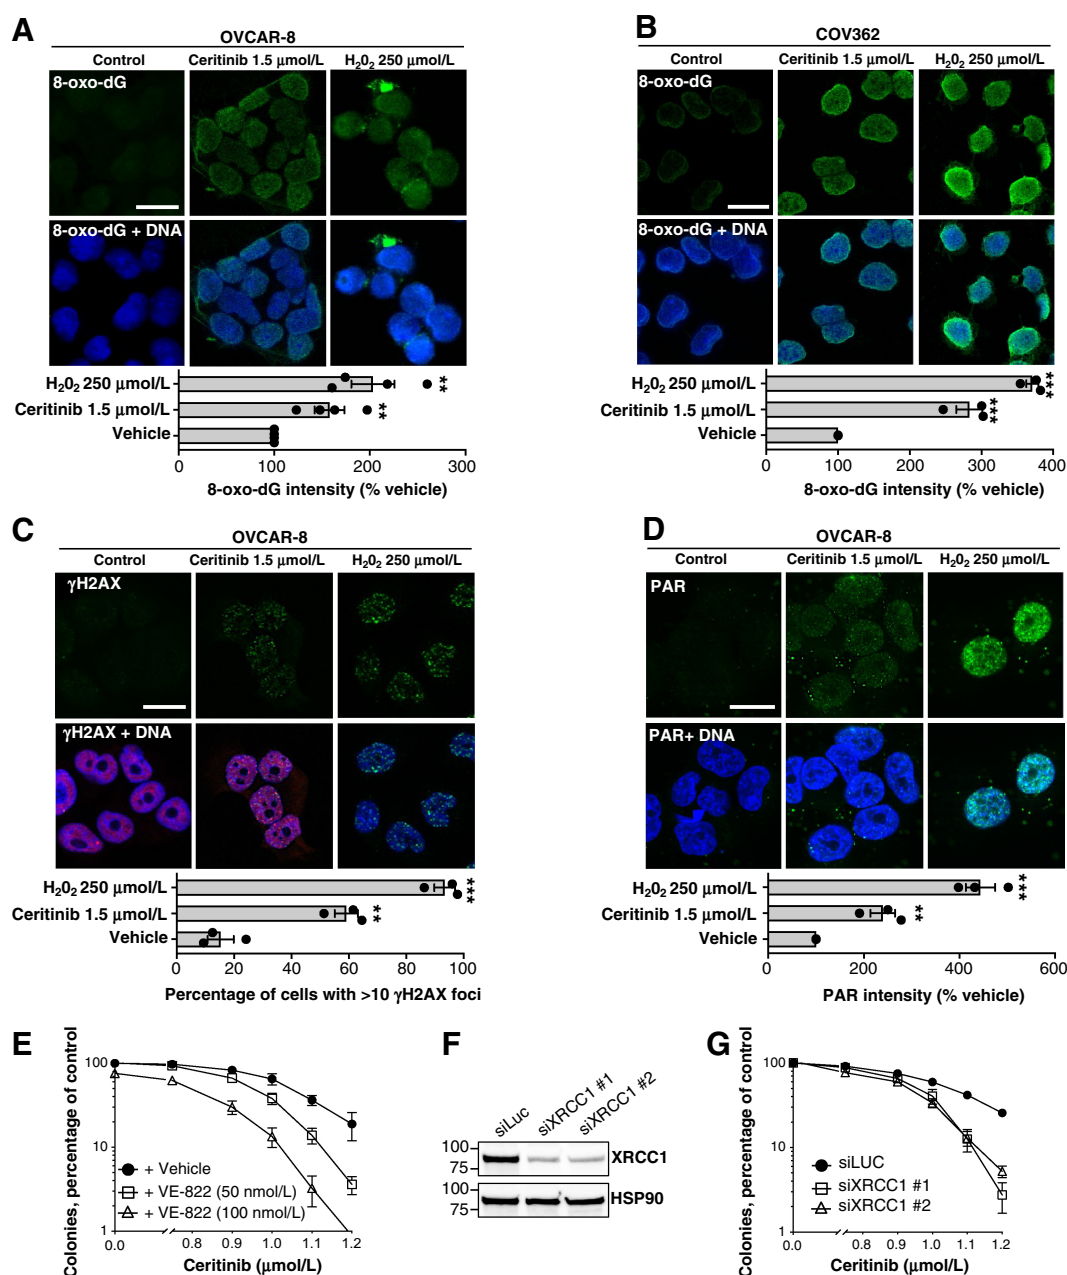 A
OVCAR-8
Control
Ceritinib 1.5 μmol/L
H₂0₂ 250 μmol/L
8-oxo-dG
8-oxo-dG + DNA
H₂0₂ 250 μmol/L
**
Ceritinib 1.5 μmol/L
**
Vehicle
0 100 200 300
8-oxo-dG intensity (% vehicle)
B
COV362
Control
Ceritinib 1.5 μmol/L
H₂0₂ 250 μmol/L
8-oxo-dG
8-oxo-dG + DNA
H₂0₂ 250 μmol/L
***
Ceritinib 1.5 μmol/L
***
Vehicle
0 100 200 300 400
8-oxo-dG intensity (% vehicle)
C
OVCAR-8
Control
Ceritinib 1.5 μmol/L
H₂0₂ 250 μmol/L
γH2AX
γH2AX + DNA
H₂0₂ 250 μmol/L
***
Ceritinib 1.5 μmol/L
**
Vehicle
0 20 40 60 80 100
Percentage of cells with >10 γH2AX foci
D
OVCAR-8
Control
Ceritinib 1.5 μmol/L
H₂0₂ 250 μmol/L
PAR
PAR+ DNA
H₂0₂ 250 μmol/L
***
Ceritinib 1.5 μmol/L
**
Vehicle
0 200 400 600
PAR intensity (% vehicle)
E
Colonies, percentage of control
100
10
1
+ Vehicle
+ VE-822 (50 nmol/L)
+ VE-822 (100 nmol/L)
0.0 0.8 0.9 1.0 1.1 1.2
Ceritinib (μmol/L)
F
siLuc
siXRCC1 #1
siXRCC1 #2
100
75
XRCC1
100
75
HSP90
G
Colonies, percentage of control
100
10
1
siLUC
siXRCC1 #1
siXRCC1 #2
0.0 0.8 0.9 1.0 1.1 1.2
Ceritinib (μmol/L)